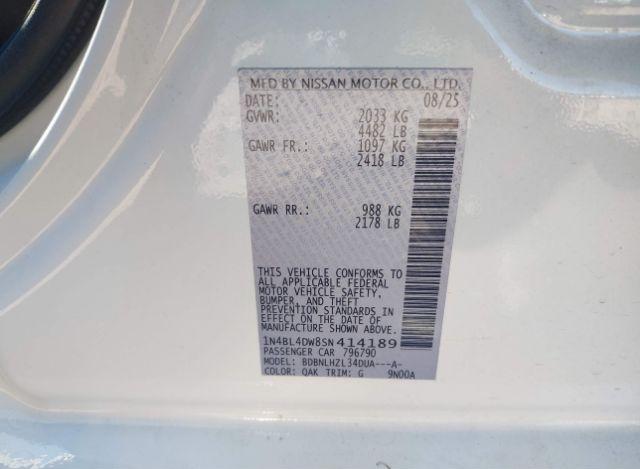 MFD BY NISSAN MOTOR CO., LTD.
DATE: 08/25
GVWR: 2033 KG
4482 LB
GAWR FR.: 1097 KG
2418 LB
GAWR RR.: 988 KG
2178 LB
THIS VEHICLE CONFORMS TO
ALL APPLICABLE FEDERAL
MOTOR VEHICLE SAFETY,
BUMPER, AND THEFT
PREVENTION STANDARDS IN
EFFECT ON THE DATE OF
MANUFACTURE SHOWN ABOVE.
1N4BL4DW8SN414189
PASSENGER CAR 796790
MODEL: BDBNLHZL34DUA---A-
COLOR: QAK TRIM: G 9N00A